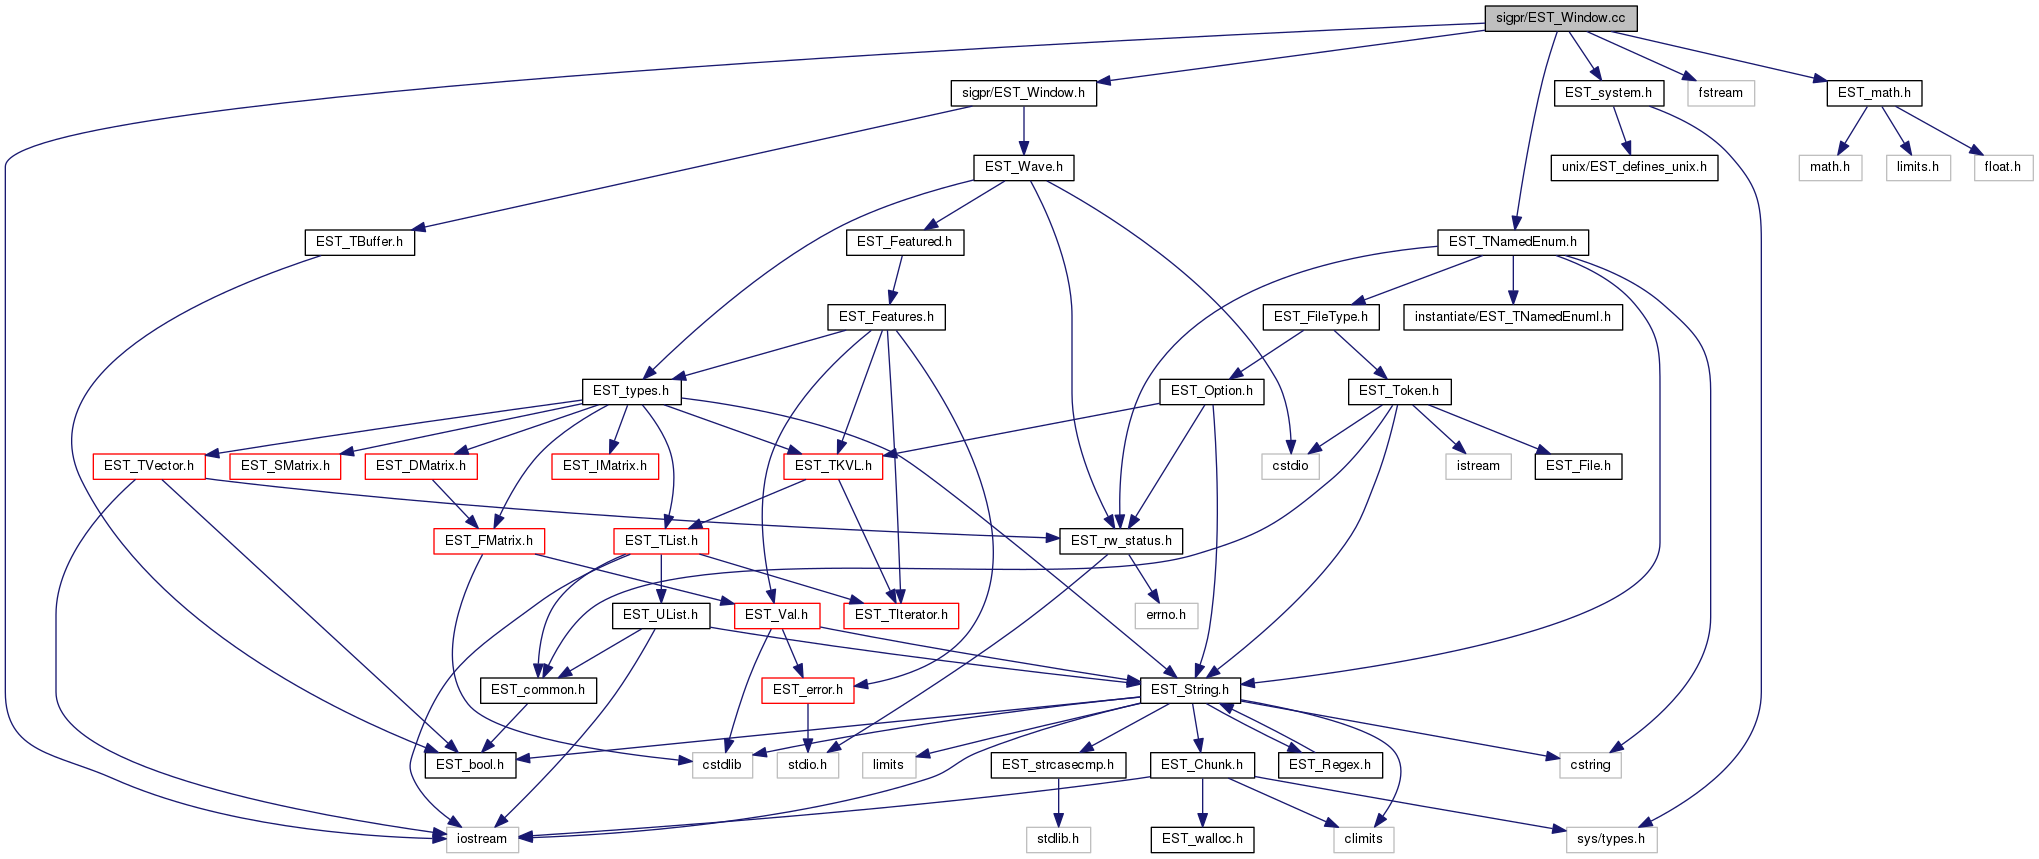 sigpr/EST_Window.cc
sigpr/EST_Window.h
EST_system.h
fstream
EST_math.h
EST_Wave.h
unix/EST_defines_unix.h
math.h
limits.h
float.h
EST_TBuffer.h
EST_Featured.h
EST_TNamedEnum.h
EST_Features.h
EST_FileType.h
instantiate/EST_TNamedEnumI.h
EST_types.h
EST_Option.h
EST_Token.h
EST_TVector.h
EST_SMatrix.h
EST_DMatrix.h
EST_IMatrix.h
EST_TKVL.h
cstdio
istream
EST_File.h
EST_FMatrix.h
EST_TList.h
EST_rw_status.h
EST_UList.h
EST_Val.h
EST_TIterator.h
errno.h
EST_common.h
EST_error.h
EST_String.h
EST_bool.h
cstdlib
stdio.h
limits
EST_strcasecmp.h
EST_Chunk.h
EST_Regex.h
cstring
iostream
stdlib.h
EST_walloc.h
climits
sys/types.h